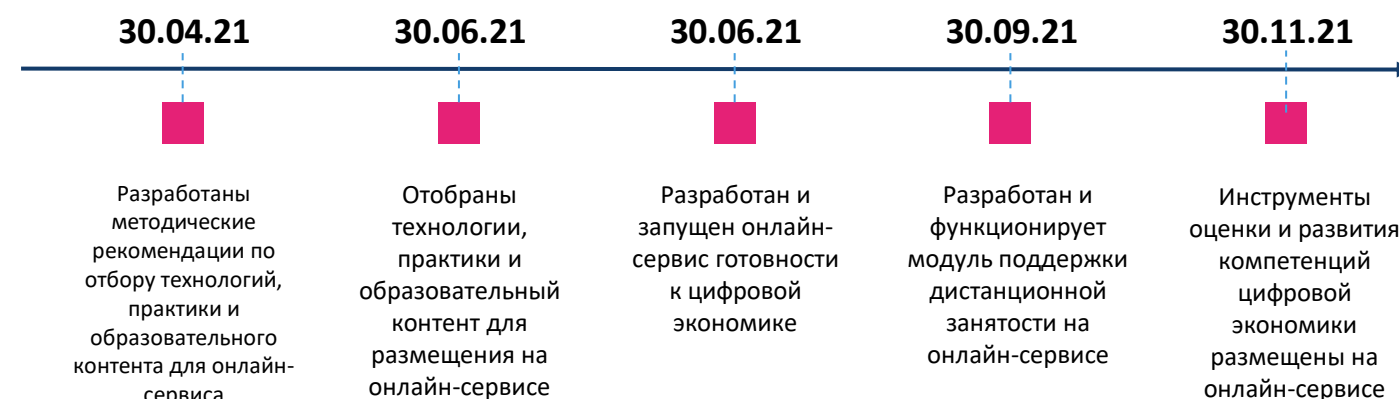 30.04.21
30.06.21
30.06.21
30.09.21
30.11.21
Разработаны
методические
рекомендации по
отбору технологий,
практики и
образовательного
контента для онлайн-
сервиса
Отобраны
технологии,
практики и
образовательный
контент для
размещения на
онлайн-сервисе
Разработан и
запущен онлайн-
сервис готовности
к цифровой
экономике
Разработан и
функционирует
модуль поддержки
дистанционной
занятости на
онлайн-сервисе
Инструменты
оценки и развития
компетенций
цифровой
экономики
размещены на
онлайн-сервисе